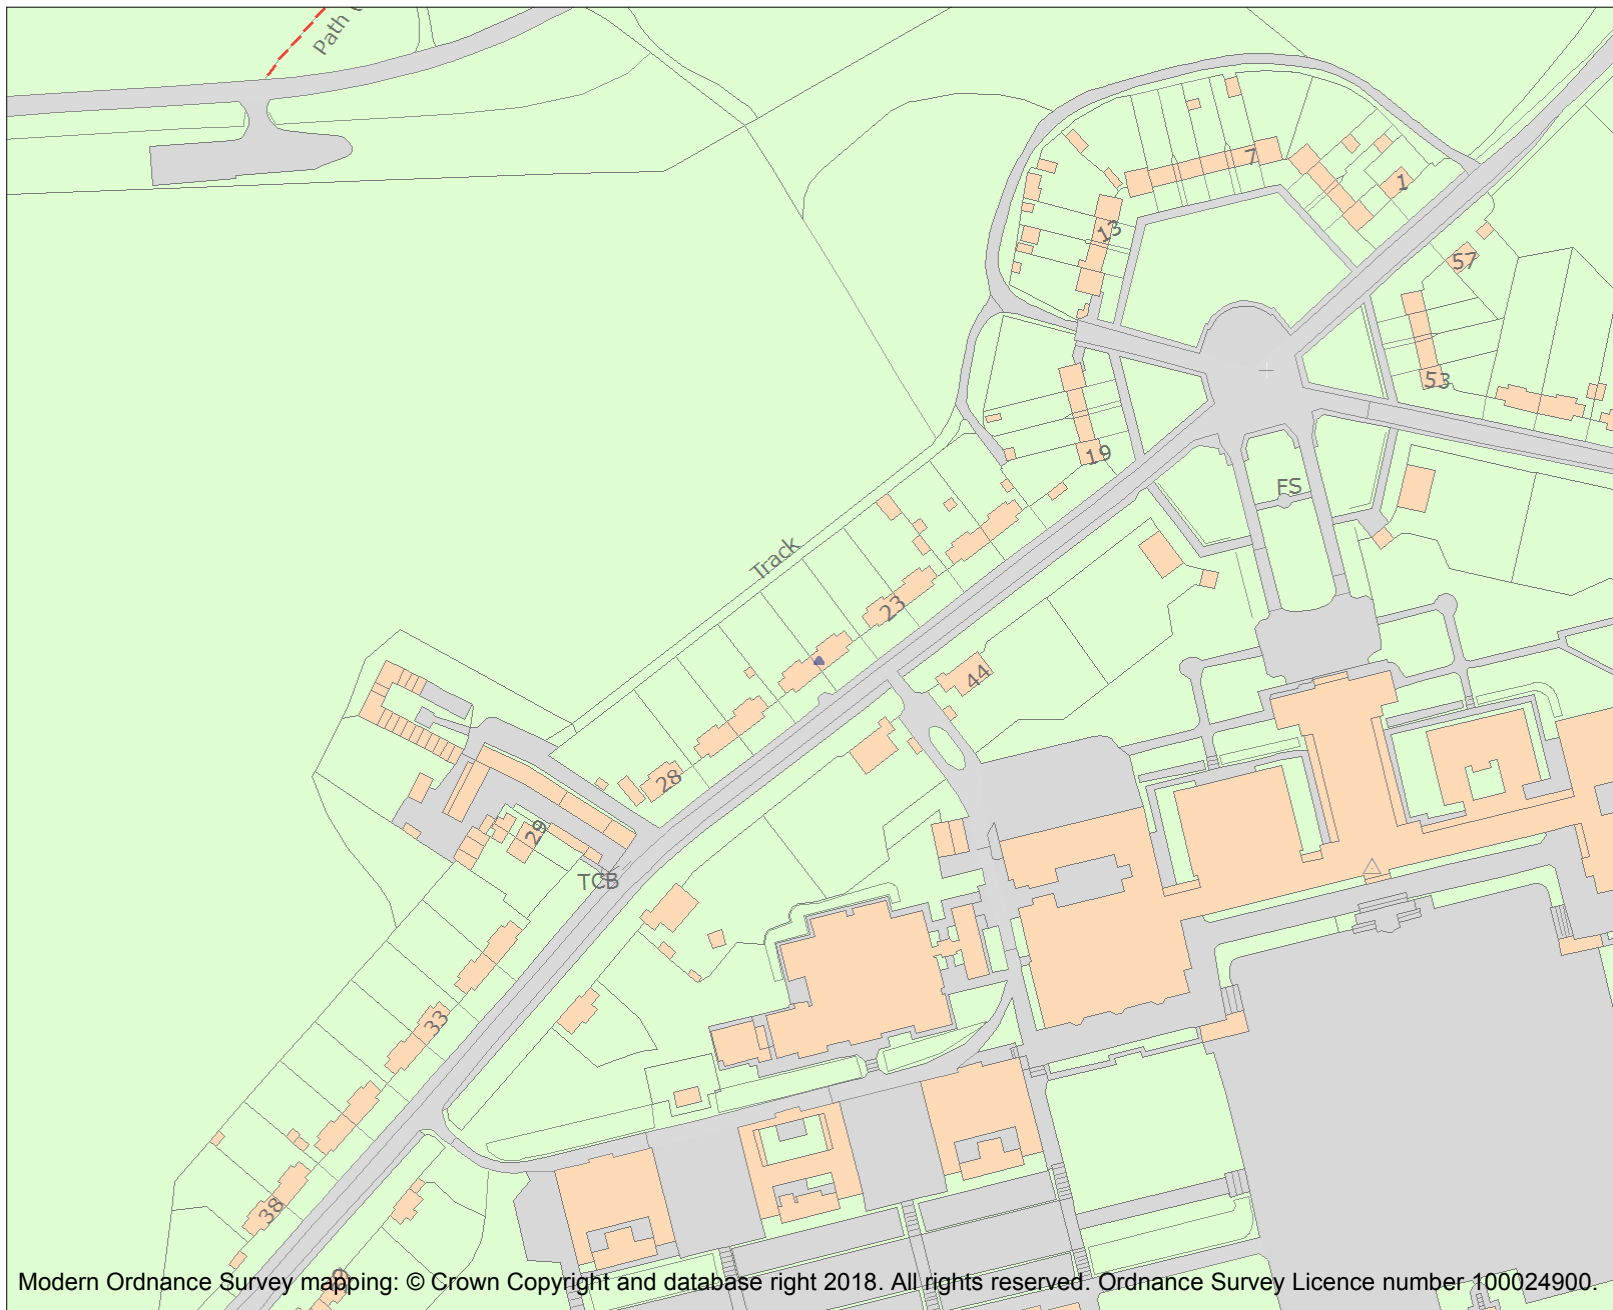 Path
7
1
13
57
53
19
FS
Track
23
44
28
29
TCB
33
38
Modern Ordnance Survey mapping: © Crown Copyright and database right 2018. All rights reserved. Ordnance Survey Licence number 100024900.